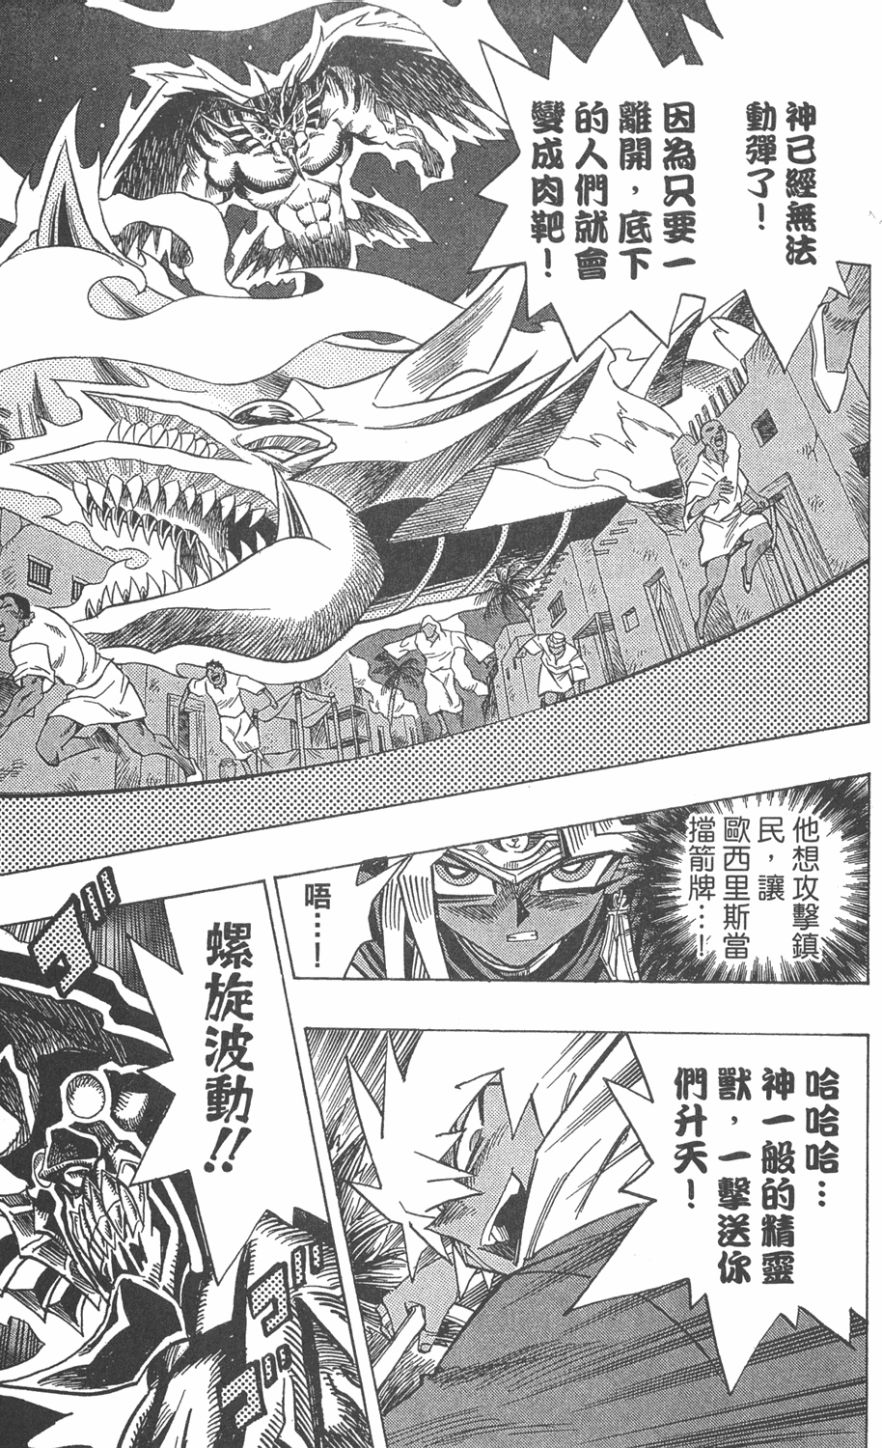 神已經無法
動彈了！
因為只要一
離開，底下
的人們就會
變成肉靶！
他想攻擊鎮
民，讓
歐西里斯當
擋箭牌…！
唔…！
哈哈哈…
神一般的精靈
獸，一擊送你
們升天！
螺旋波動!!
ゴゴゴ